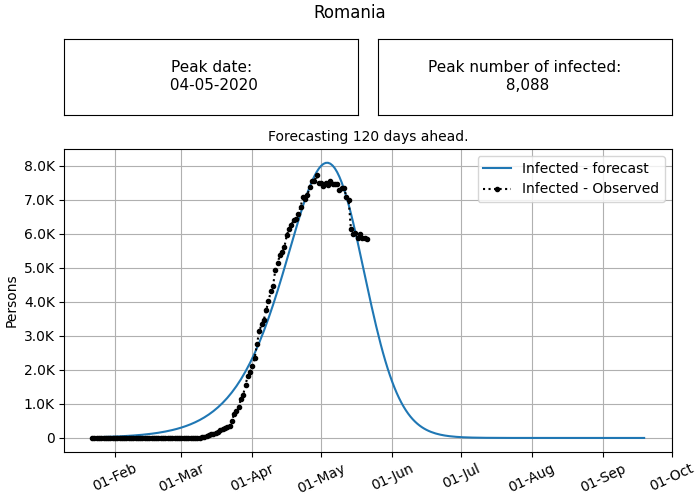 Romania
Peak date:
04-05-2020
Peak number of infected:
8,088
Forecasting 120 days ahead.
Infected - forecast
Infected - Observed
8.0K
7.0K
6.0K
5.0K
4.0K
3.0K
2.0K
1.0K
0
Persons
01-Feb
01-Mar
01-Apr
01-May
01-Jun
01-Jul
01-Aug
01-Sep
01-Oct